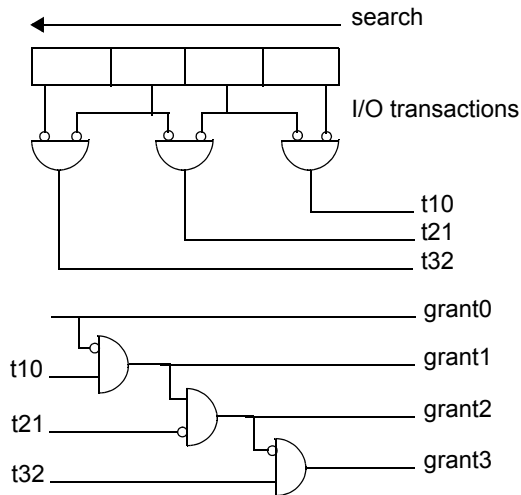 search
I/O transactions
t10
t21
t32
grant0
grant1
t10
grant2
t21
grant3
t32